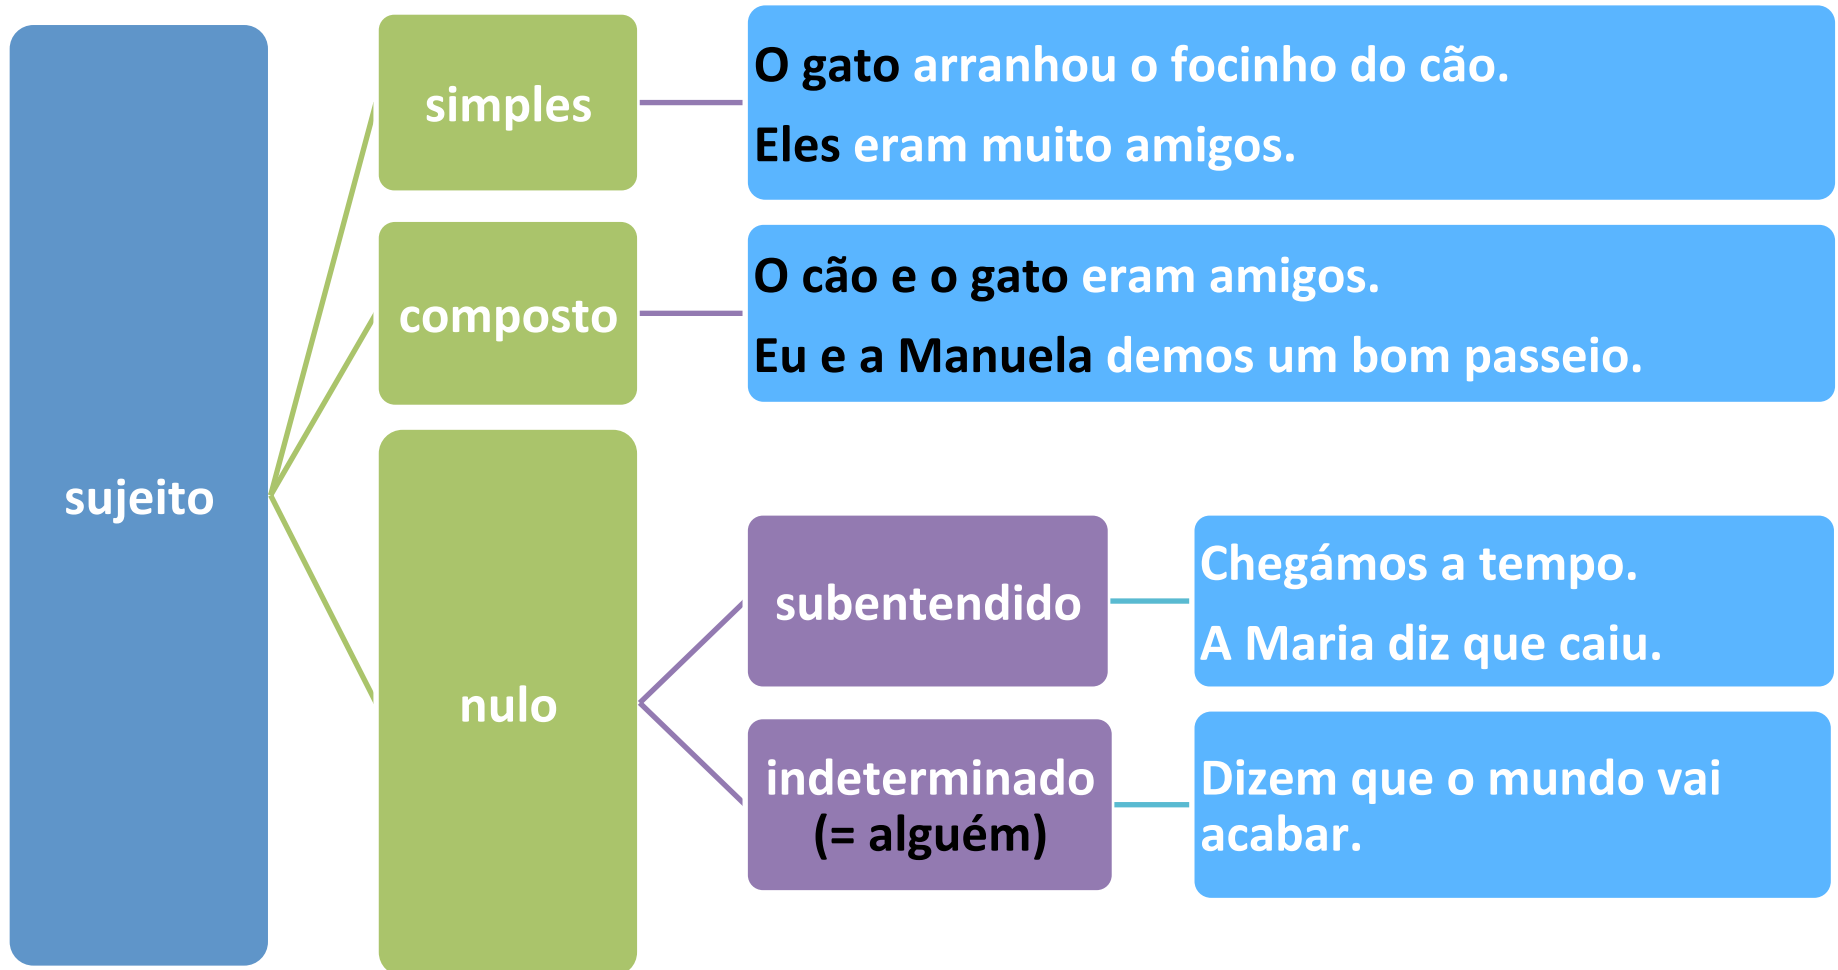 sujeito
simples
O gato arranhou o focinho do cão.
Eles eram muito amigos.
composto
O cão e o gato eram amigos.
Eu e a Manuela demos um bom passeio.
nulo
subentendido
Chegámos a tempo.
A Maria diz que caiu.
indeterminado
(= alguém)
Dizem que o mundo vai
acabar.